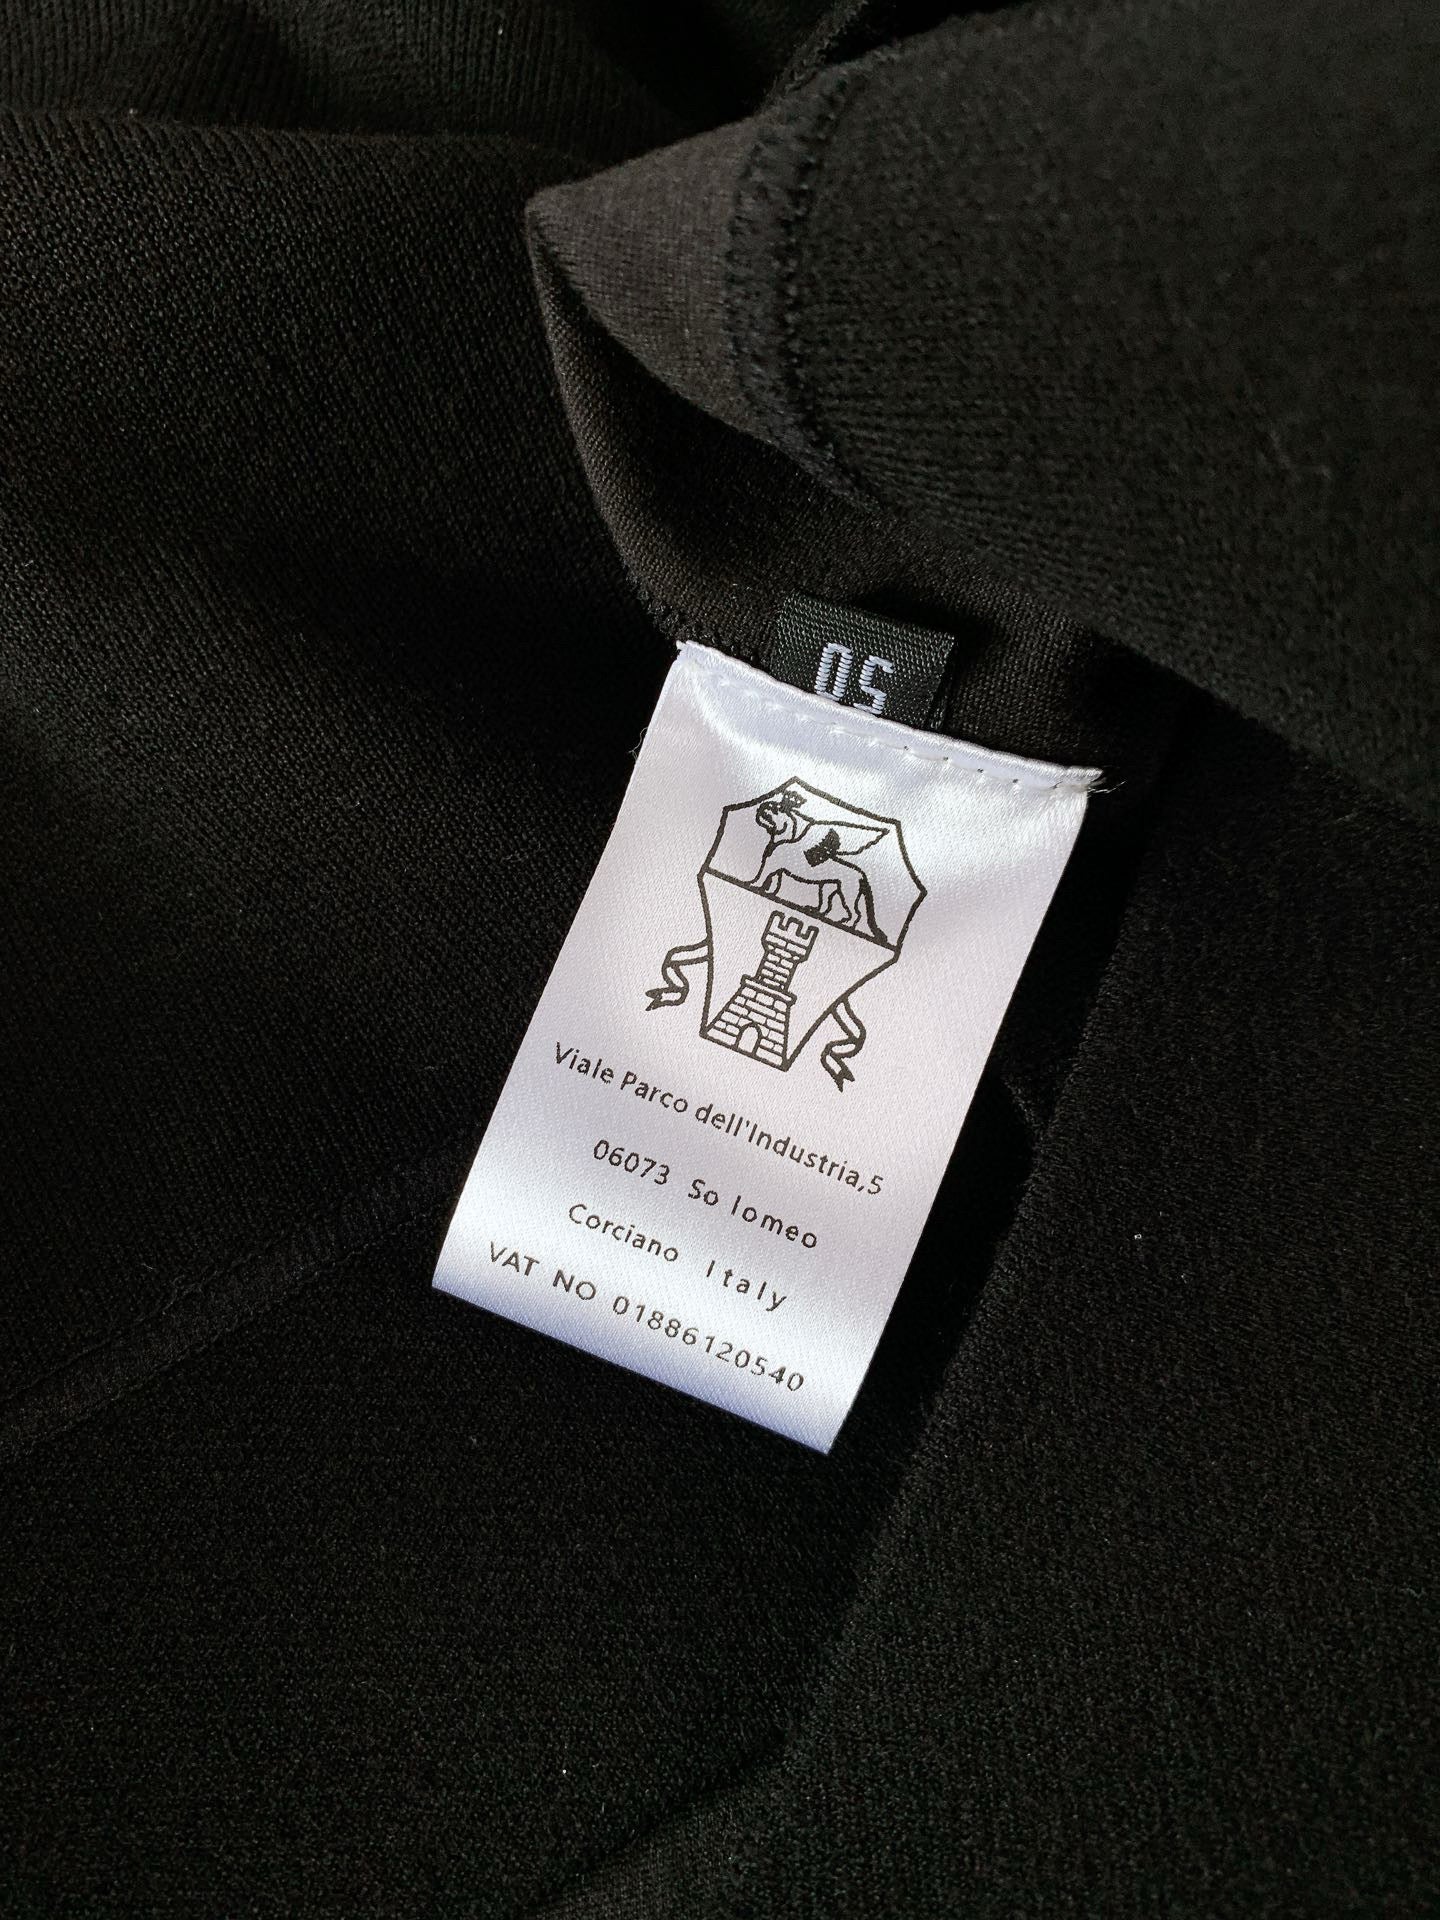 50
Viale Parco dell'Industria,5
06073 So lomeo
Corciano Italy
VAT NO 01886120540